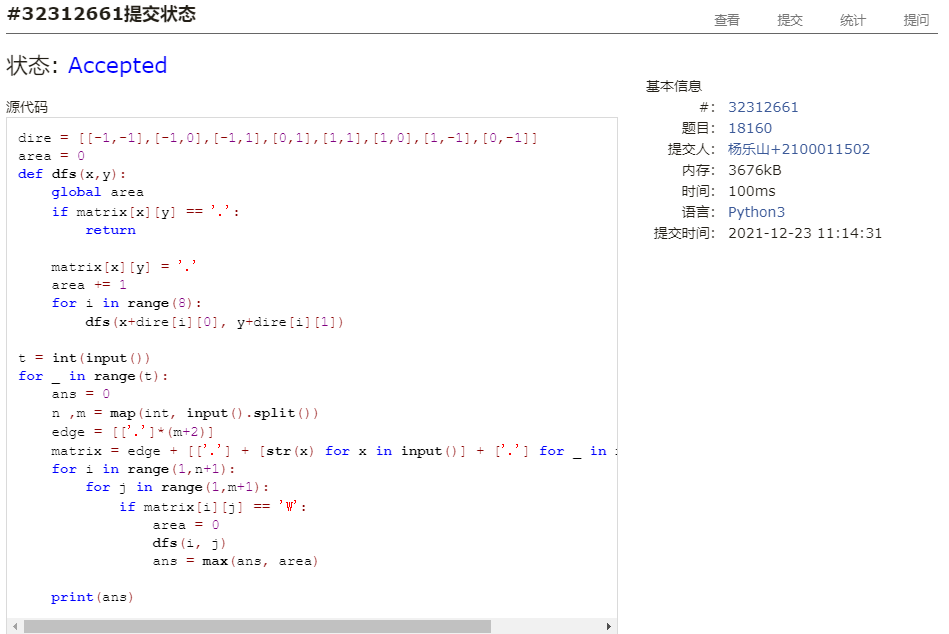 #32312661提交状态
查看 提交 统计 提问
状态: Accepted
源代码
dire = [[-1,-1],[-1,0],[-1,1],[0,1],[1,1],[1,0],[1,-1],[0,-1]]
area = 0
def dfs(x,y):
    global area
    if matrix[x][y] == '.':
        return
    matrix[x][y] = '.'
    area += 1
    for i in range(8):
        dfs(x+dire[i][0], y+dire[i][1])
t = int(input())
for _ in range(t):
    ans = 0
    n ,m = map(int, input().split())
    edge = [['.']*(m+2)]
    matrix = edge + [['.'] + [str(x) for x in input()] + ['.'] for _ in
    for i in range(1,n+1):
        for j in range(1,m+1):
            if matrix[i][j] == 'W':
                area = 0
                dfs(i, j)
                ans = max(ans, area)
    print(ans)
基本信息
#: 32312661
题目: 18160
提交人: 杨乐山+2100011502
内存: 3676kB
时间: 100ms
语言: Python3
提交时间: 2021-12-23 11:14:31